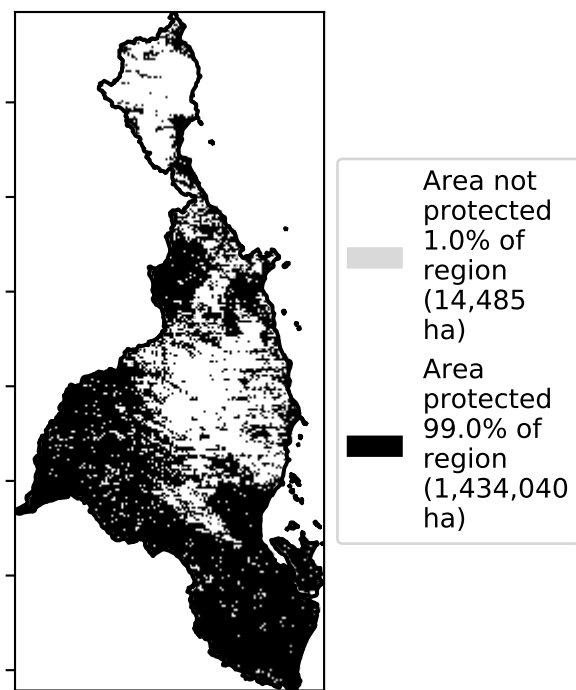 Area not
protected
1.0% of
region
(14,485
ha)
Area
protected
99.0% of
region
(1,434,040
ha)